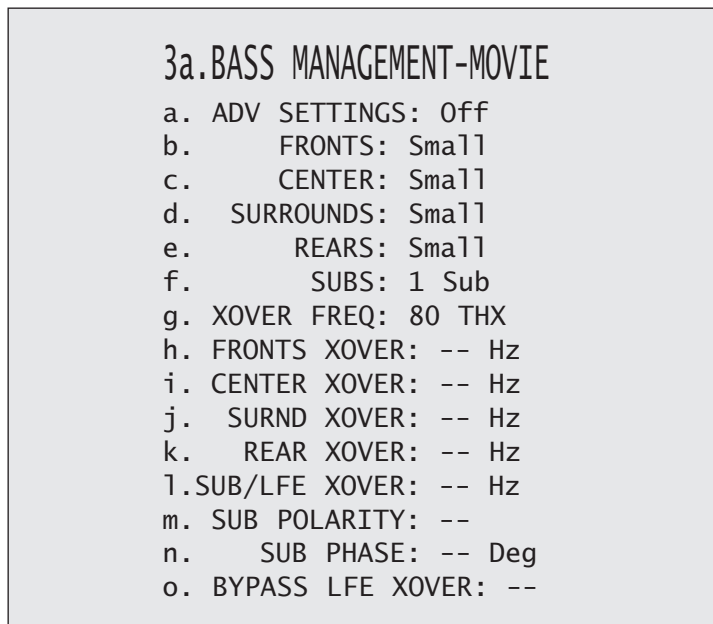 3a.BASS MANAGEMENT-MOVIE
a. ADV SETTINGS: Off
b. FRONTS: Small
c. CENTER: Small
d. SURROUNDS: Small
e. REARS: Small
f. SUBS: 1 Sub
g. XOVER FREQ: 80 THX
h. FRONTS XOVER: -- Hz
i. CENTER XOVER: -- Hz
j. SURND XOVER: -- Hz
k. REAR XOVER: -- Hz
l.SUB/LFE XOVER: -- Hz
m. SUB POLARITY: --
n. SUB PHASE: -- Deg
o. BYPASS LFE XOVER: --